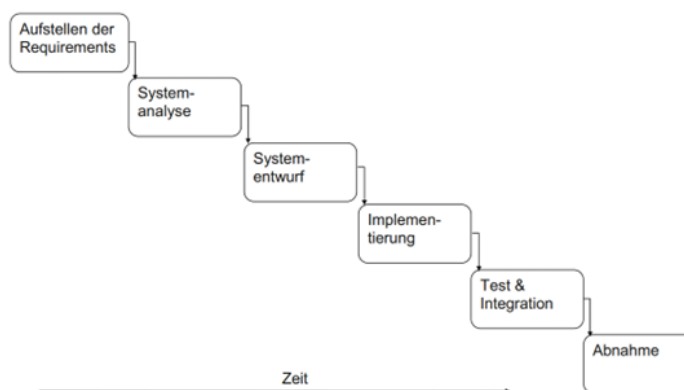 Aufstellen der
Requirements
System-
analyse
System-
entwurf
Implemen-
tierung
Test &
Integration
Abnahme
Zeit